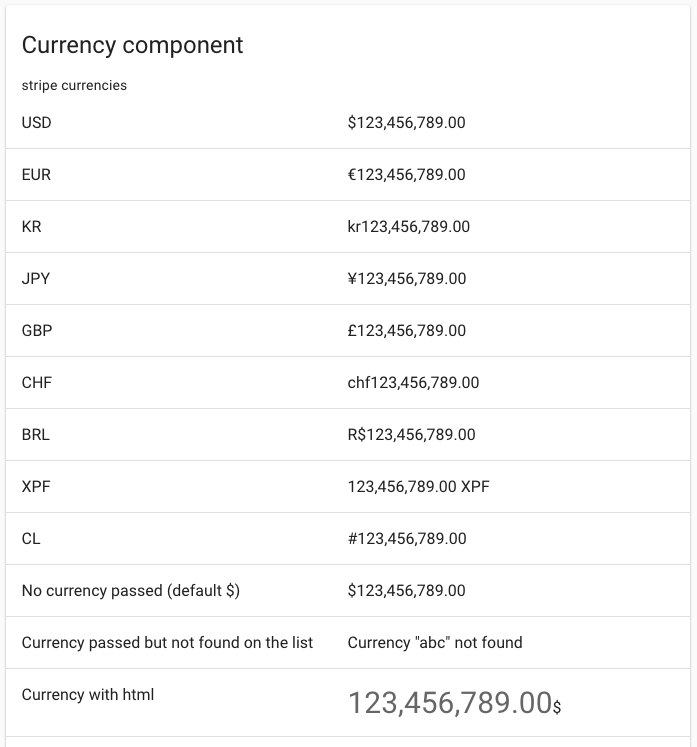 Currency component
stripe currencies
USD $123,456,789.00
EUR €123,456,789.00
KR kr123,456,789.00
JPY ¥123,456,789.00
GBP £123,456,789.00
CHF chf123,456,789.00
BRL R$123,456,789.00
XPF 123,456,789.00 XPF
CL #123,456,789.00
No currency passed (default $) $123,456,789.00
Currency passed but not found on the list Currency "abc" not found
Currency with html 123,456,789.00$